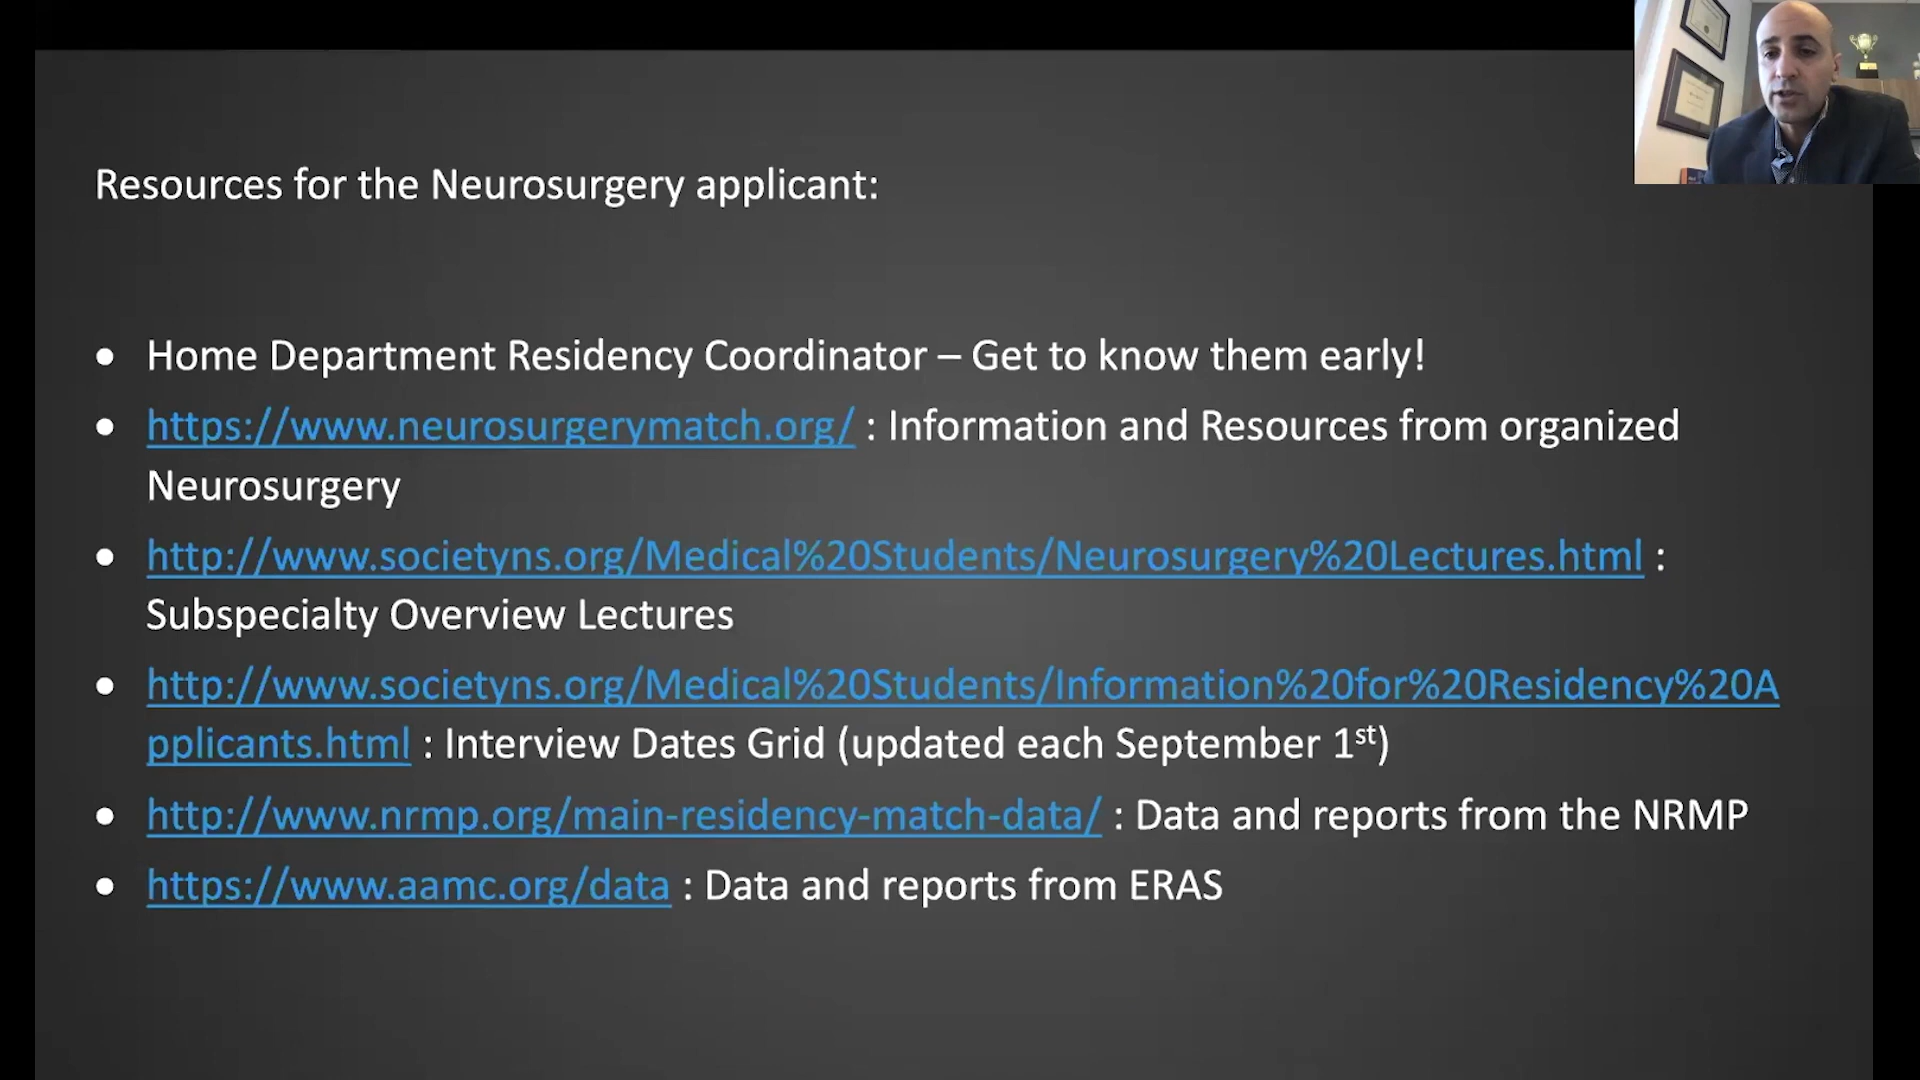 Resources for the Neurosurgery applicant:
● Home Department Residency Coordinator – Get to know them early!
● https://www.neurosurgerymatch.org/ : Information and Resources from organized
Neurosurgery
● http://www.societyns.org/Medical%20Students/Neurosurgery%20Lectures.html :
Subspecialty Overview Lectures
● http://www.societyns.org/Medical%20Students/Information%20for%20Residency%20A
pplicants.html : Interview Dates Grid (updated each September 1st)
● http://www.nrmp.org/main-residency-match-data/ : Data and reports from the NRMP
● https://www.aamc.org/data : Data and reports from ERAS